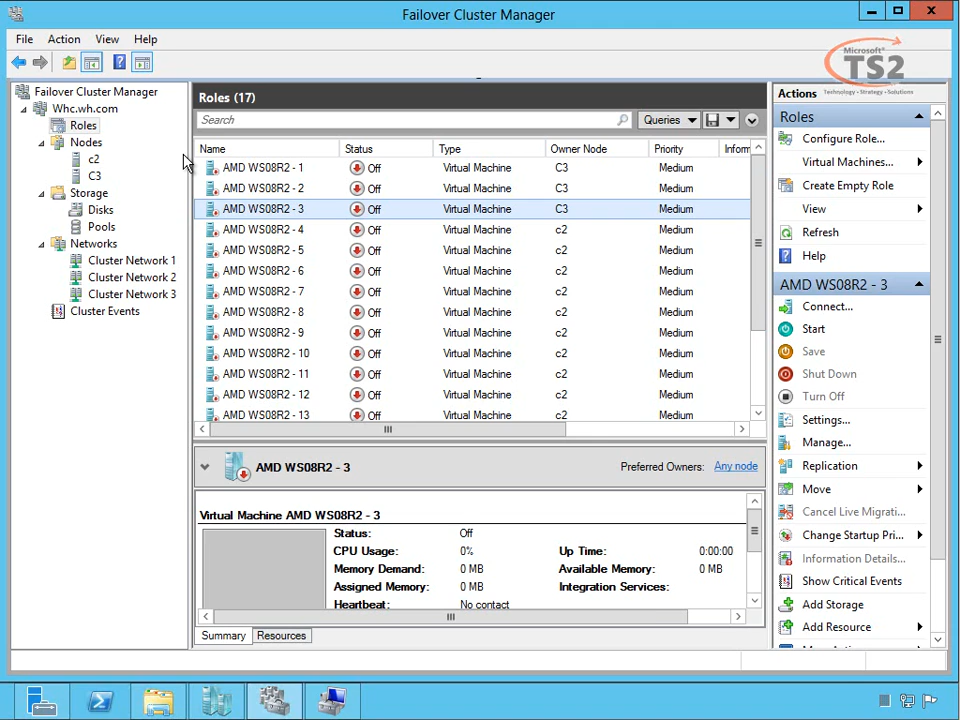 Failover Cluster Manager
File Action View Help
Microsoft®
TS2
Technology • Strategy • Solutions
Failover Cluster Manager
Whc.wh.com
Roles
Nodes
c2
C3
Storage
Disks
Pools
Networks
Cluster Network 1
Cluster Network 2
Cluster Network 3
Cluster Events
Roles (17)
Search
Queries
Name Status Type Owner Node Priority Inform
AMD WS08R2 - 1 Off Virtual Machine C3 Medium
AMD WS08R2 - 2 Off Virtual Machine C3 Medium
AMD WS08R2 - 3 Off Virtual Machine C3 Medium
AMD WS08R2 - 4 Off Virtual Machine c2 Medium
AMD WS08R2 - 5 Off Virtual Machine c2 Medium
AMD WS08R2 - 6 Off Virtual Machine c2 Medium
AMD WS08R2 - 7 Off Virtual Machine c2 Medium
AMD WS08R2 - 8 Off Virtual Machine c2 Medium
AMD WS08R2 - 9 Off Virtual Machine c2 Medium
AMD WS08R2 - 10 Off Virtual Machine c2 Medium
AMD WS08R2 - 11 Off Virtual Machine c2 Medium
AMD WS08R2 - 12 Off Virtual Machine c2 Medium
AMD WS08R2 - 13 Off Virtual Machine c2 Medium
AMD WS08R2 - 3
Preferred Owners: Any node
Virtual Machine AMD WS08R2 - 3
Status: Off
CPU Usage: 0% Up Time: 0:00:00
Memory Demand: 0 MB Available Memory: 0 MB
Assigned Memory: 0 MB Integration Services:
Heartbeat: No contact
Summary Resources
Actions
Roles
Configure Role...
Virtual Machines...
Create Empty Role
View
Refresh
Help
AMD WS08R2 - 3
Connect...
Start
Save
Shut Down
Turn Off
Settings...
Manage...
Replication
Move
Cancel Live Migrati...
Change Startup Pri...
Information Details...
Show Critical Events
Add Storage
Add Resource